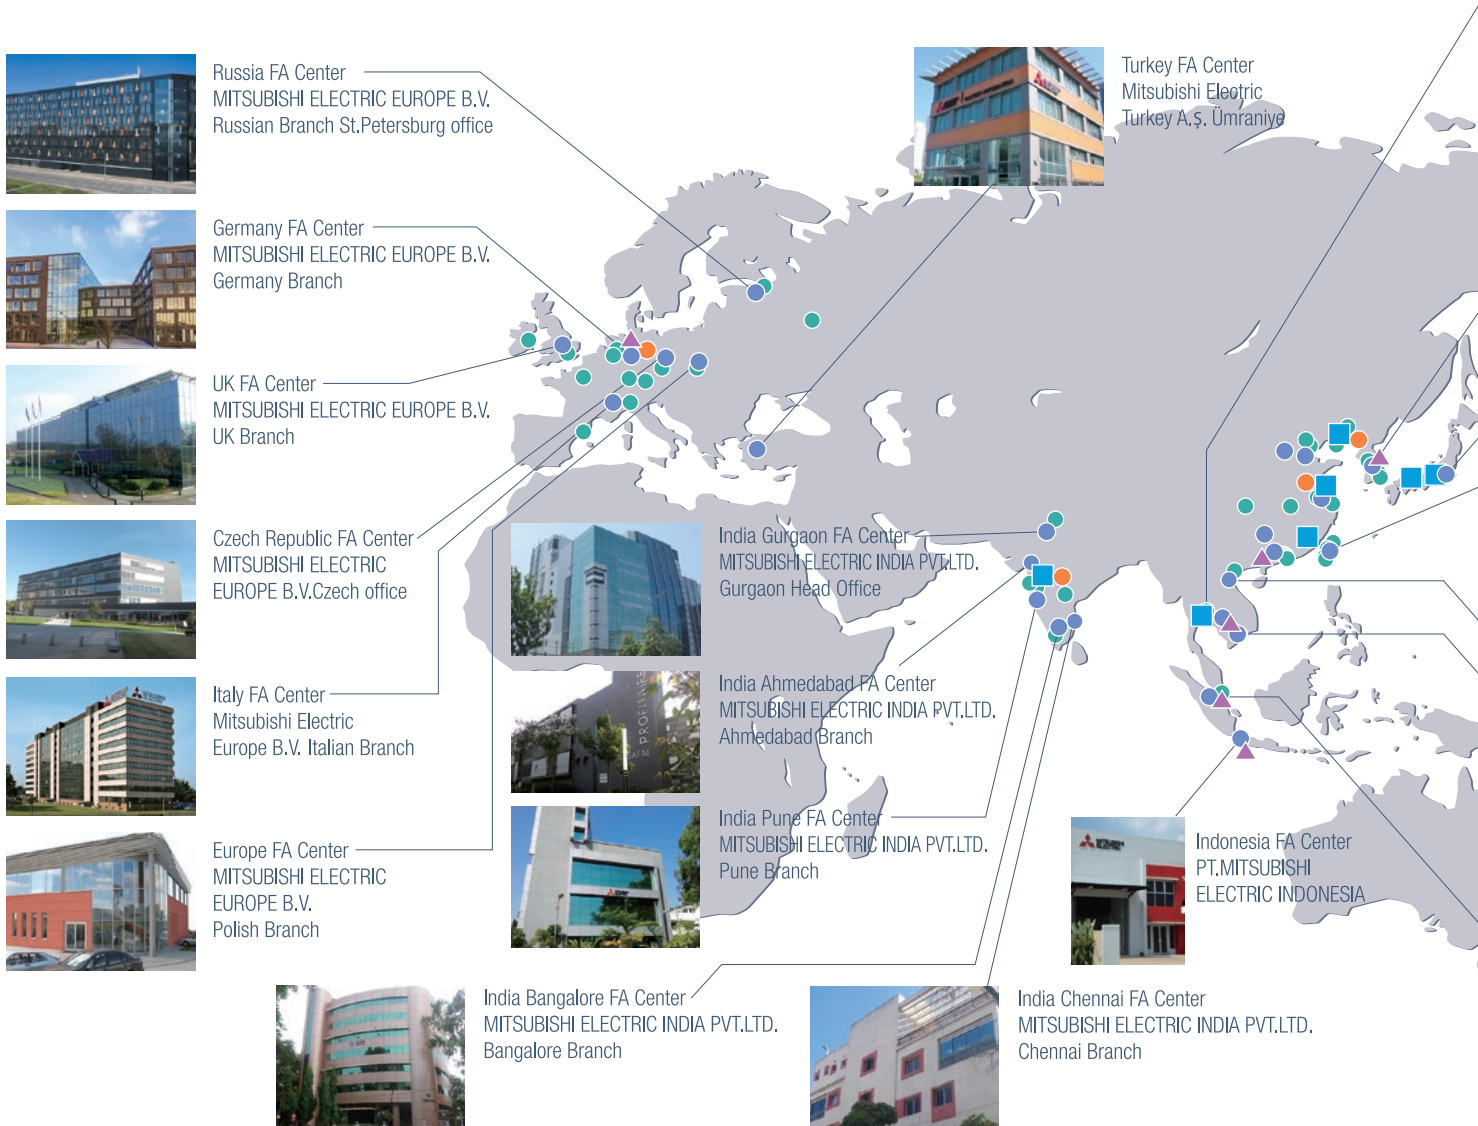 Russia FA Center
MITSUBISHI ELECTRIC EUROPE B.V.
Russian Branch St.Petersburg office
Turkey FA Center
Mitsubishi Electric
Turkey A.Ş. Ümraniye
Germany FA Center
MITSUBISHI ELECTRIC EUROPE B.V.
Germany Branch
UK FA Center
MITSUBISHI ELECTRIC EUROPE B.V.
UK Branch
Czech Republic FA Center
MITSUBISHI ELECTRIC
EUROPE B.V.Czech office
Italy FA Center
Mitsubishi Electric
Europe B.V. Italian Branch
Europe FA Center
MITSUBISHI ELECTRIC
EUROPE B.V.
Polish Branch
India Gurgaon FA Center
MITSUBISHI ELECTRIC INDIA PVT.LTD.
Gurgaon Head Office
India Ahmedabad FA Center
MITSUBISHI ELECTRIC INDIA PVT.LTD.
Ahmedabad Branch
PROFILARE
India Pune FA Center
MITSUBISHI ELECTRIC INDIA PVT.LTD.
Pune Branch
Indonesia FA Center
PT.MITSUBISHI
ELECTRIC INDONESIA
India Bangalore FA Center
MITSUBISHI ELECTRIC INDIA PVT.LTD.
Bangalore Branch
India Chennai FA Center
MITSUBISHI ELECTRIC INDIA PVT.LTD.
Chennai Branch